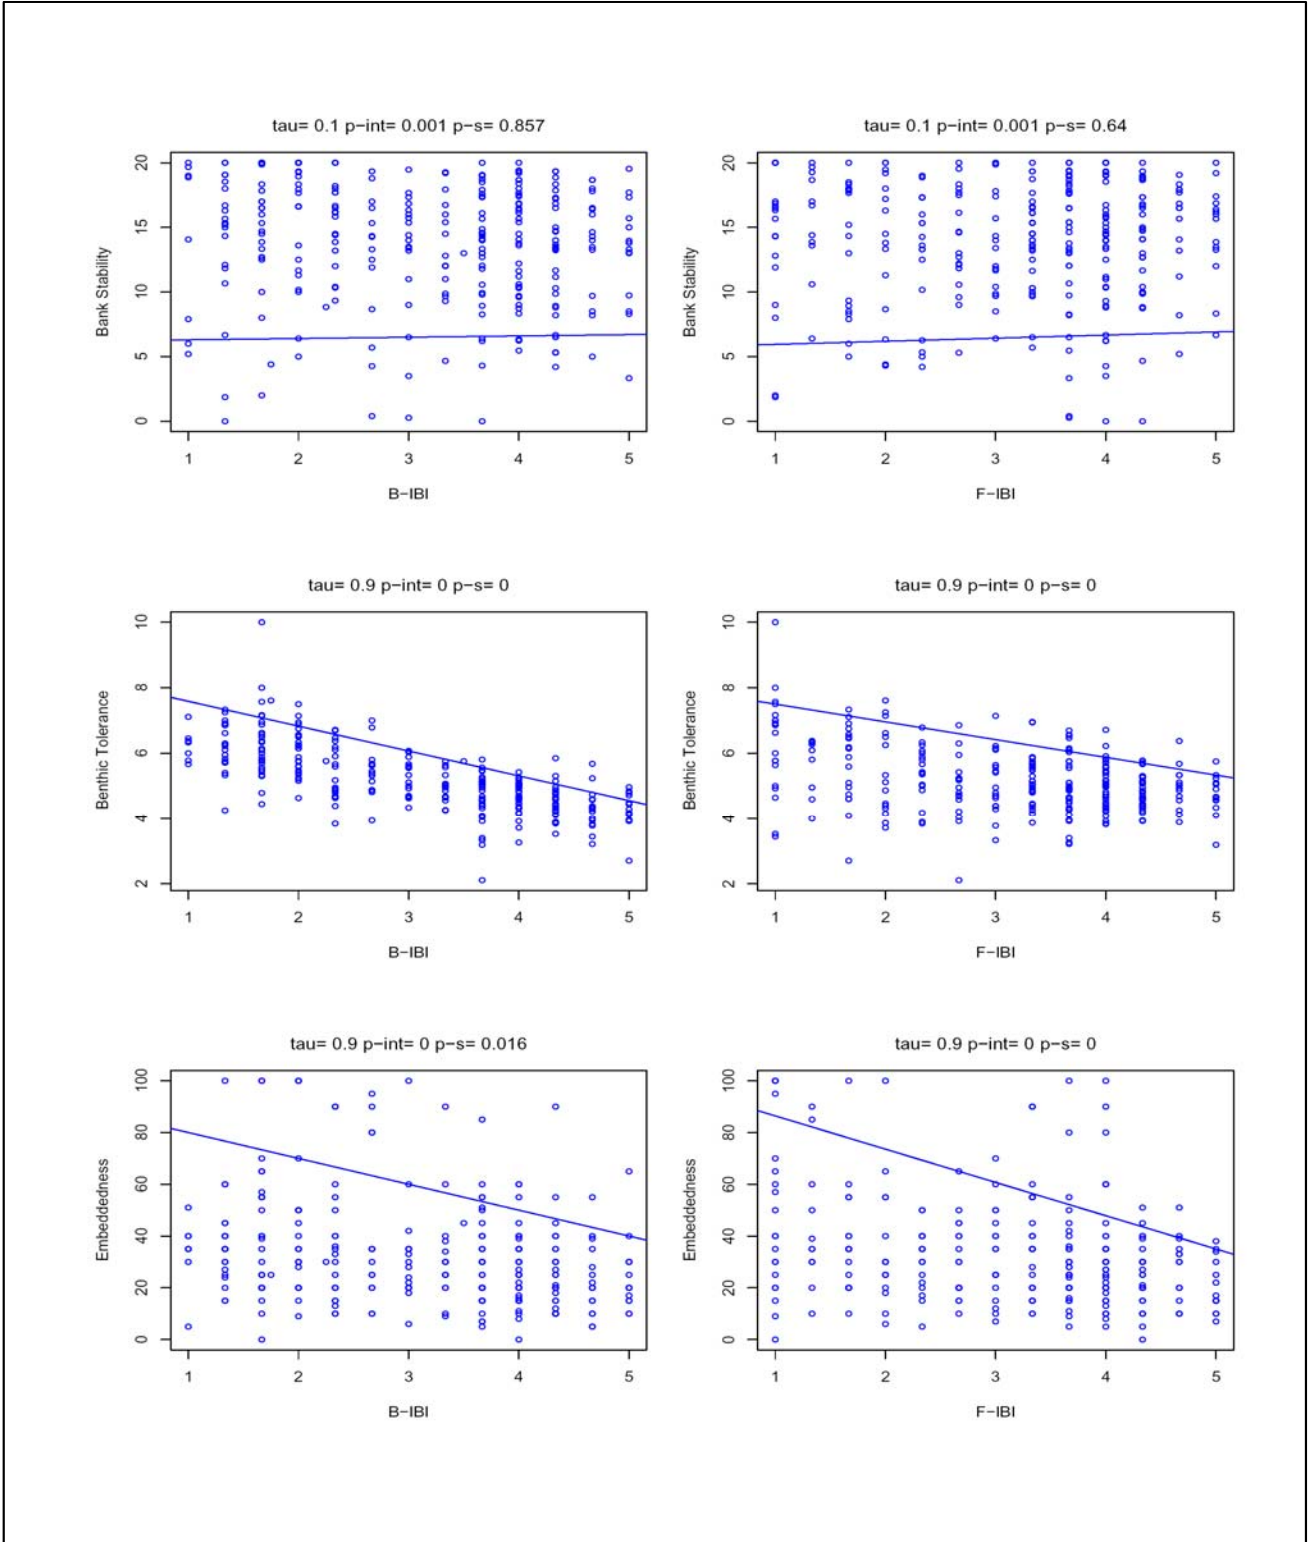 tau= 0.1 p−int= 0.001 p−s= 0.857
Bank Stability
20
15
10
5
0
1 2 3 4 5
B−IBI
tau= 0.1 p−int= 0.001 p−s= 0.64
Bank Stability
20
15
10
5
0
1 2 3 4 5
F−IBI
tau= 0.9 p−int= 0 p−s= 0
Benthic Tolerance
10
8
6
4
2
1 2 3 4 5
B−IBI
tau= 0.9 p−int= 0 p−s= 0
Benthic Tolerance
10
8
6
4
2
1 2 3 4 5
F−IBI
tau= 0.9 p−int= 0 p−s= 0.016
Embeddedness
100
80
60
40
20
0
1 2 3 4 5
B−IBI
tau= 0.9 p−int= 0 p−s= 0
Embeddedness
100
80
60
40
20
0
1 2 3 4 5
F−IBI